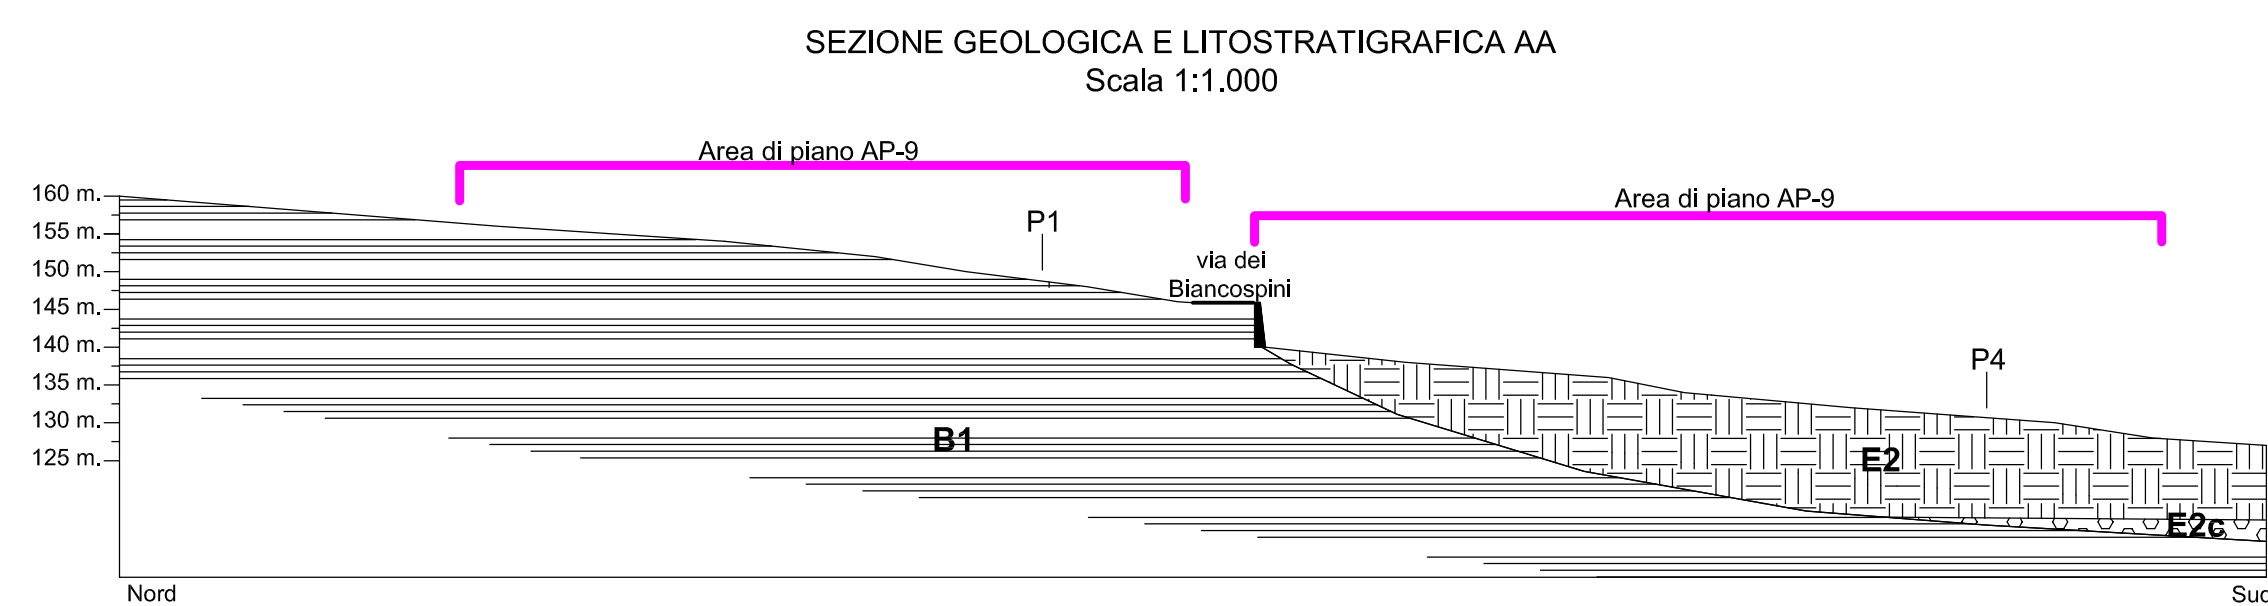 SEZIONE GEOLOGICA E LITOSTRATIGRAFICA AA
Scala 1:1.000
Area di piano AP-9
Area di piano AP-9
160 m.
155 m.
150 m.
145 m.
140 m.
135 m.
130 m.
125 m.
P1
via dei
Biancospini
P4
B1
E2
E2c
Nord
Sud